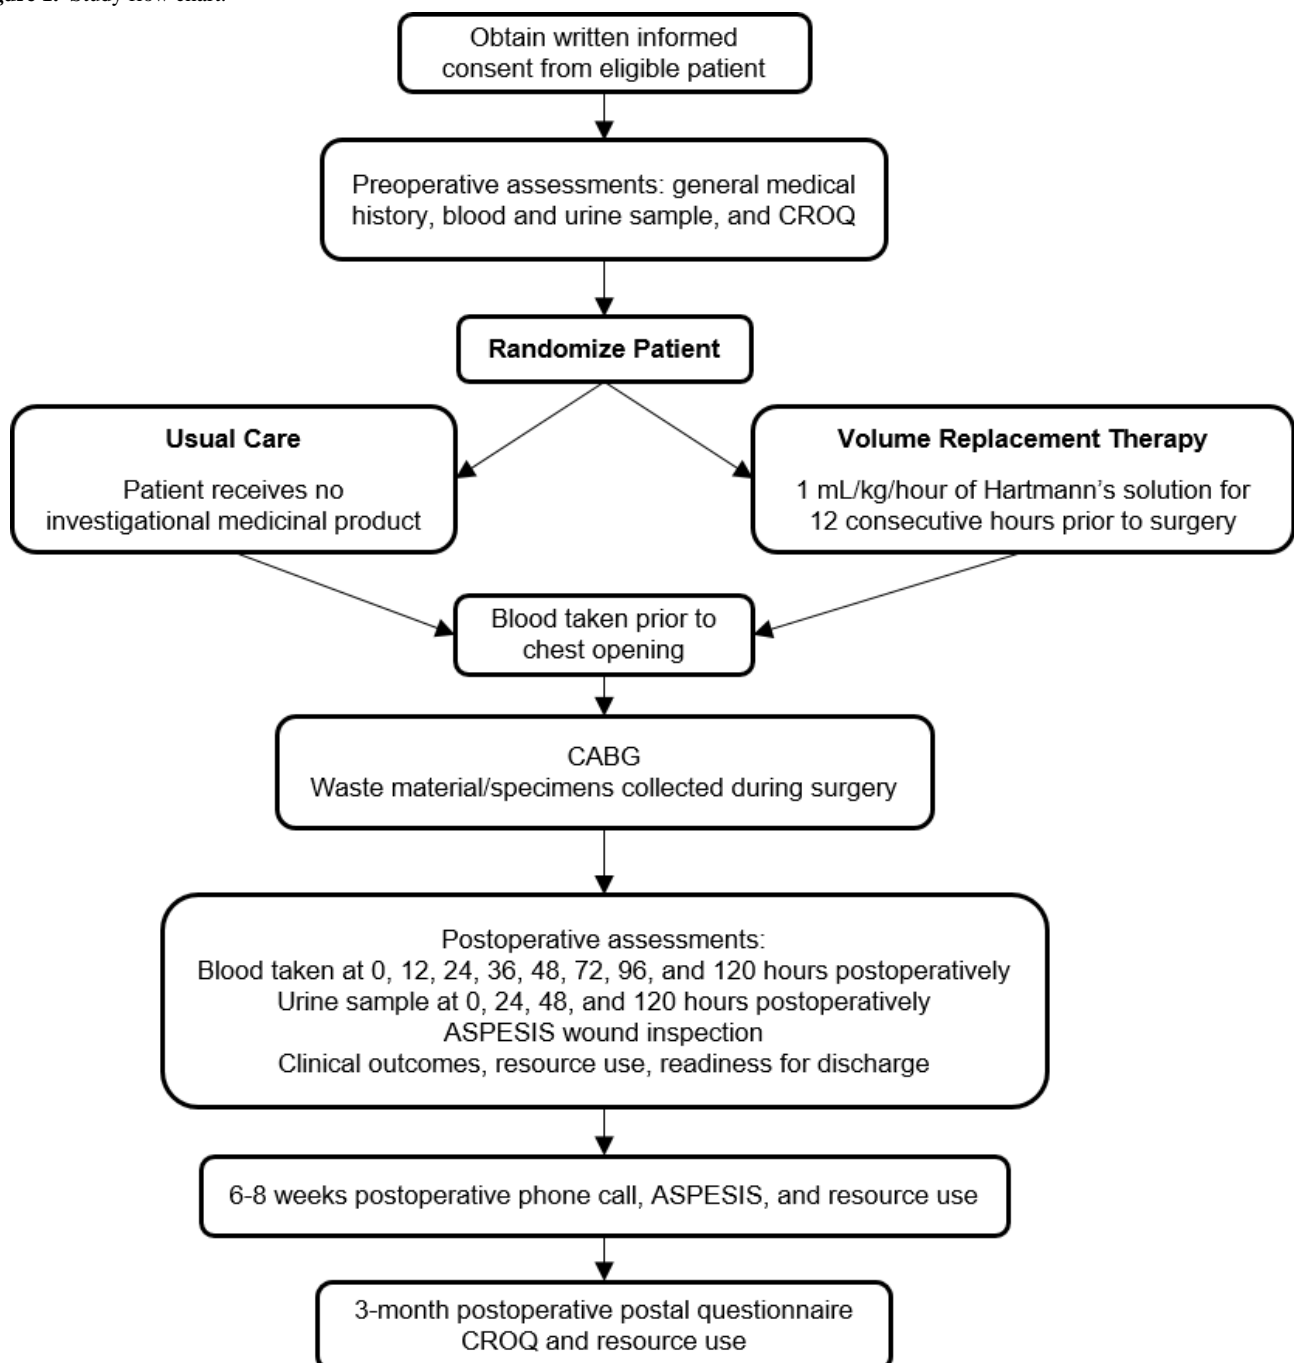 Study flow chart.
Obtain written informed
consent from eligible patient
Preoperative assessments: general medical
history, blood and urine sample, and CROQ
Randomize Patient
Usual Care
Patient receives no
investigational medicinal product
Volume Replacement Therapy
1 mL/kg/hour of Hartmann’s solution for
12 consecutive hours prior to surgery
Blood taken prior to
chest opening
CABG
Waste material/specimens collected during surgery
Postoperative assessments:
Blood taken at 0, 12, 24, 36, 48, 72, 96, and 120 hours postoperatively
Urine sample at 0, 24, 48, and 120 hours postoperatively
ASPESIS wound inspection
Clinical outcomes, resource use, readiness for discharge
6-8 weeks postoperative phone call, ASPESIS, and resource use
3-month postoperative postal questionnaire
CROQ and resource use